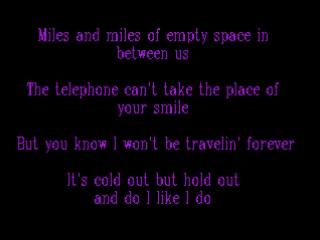 Miles and miles of empty space in
between us
The telephone can't take the place of
your smile
But you know I won't be travelin' forever
It's cold out but hold out
and do I like I do